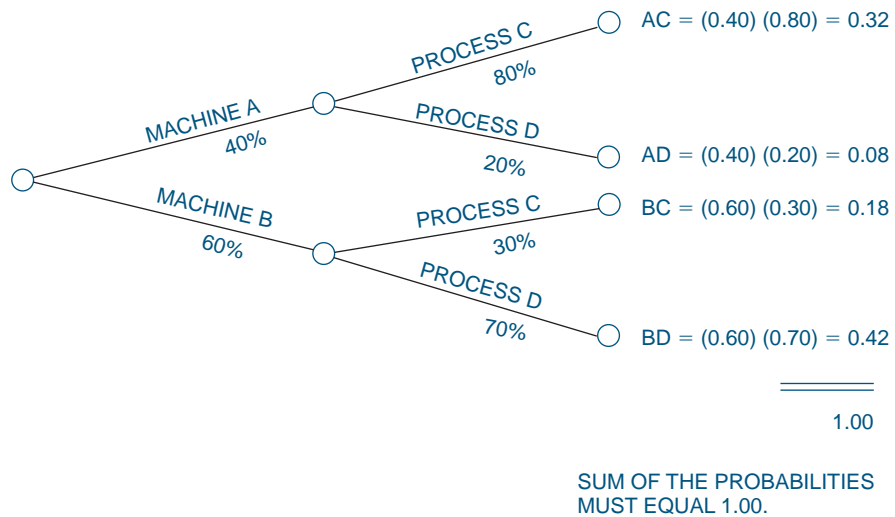 PROCESS C
80%
AC = (0.40) (0.80) = 0.32
MACHINE A
40%
PROCESS D
20%
AD = (0.40) (0.20) = 0.08
MACHINE B
60%
PROCESS C
30%
BC = (0.60) (0.30) = 0.18
PROCESS D
70%
BD = (0.60) (0.70) = 0.42
1.00
SUM OF THE PROBABILITIES
MUST EQUAL 1.00.